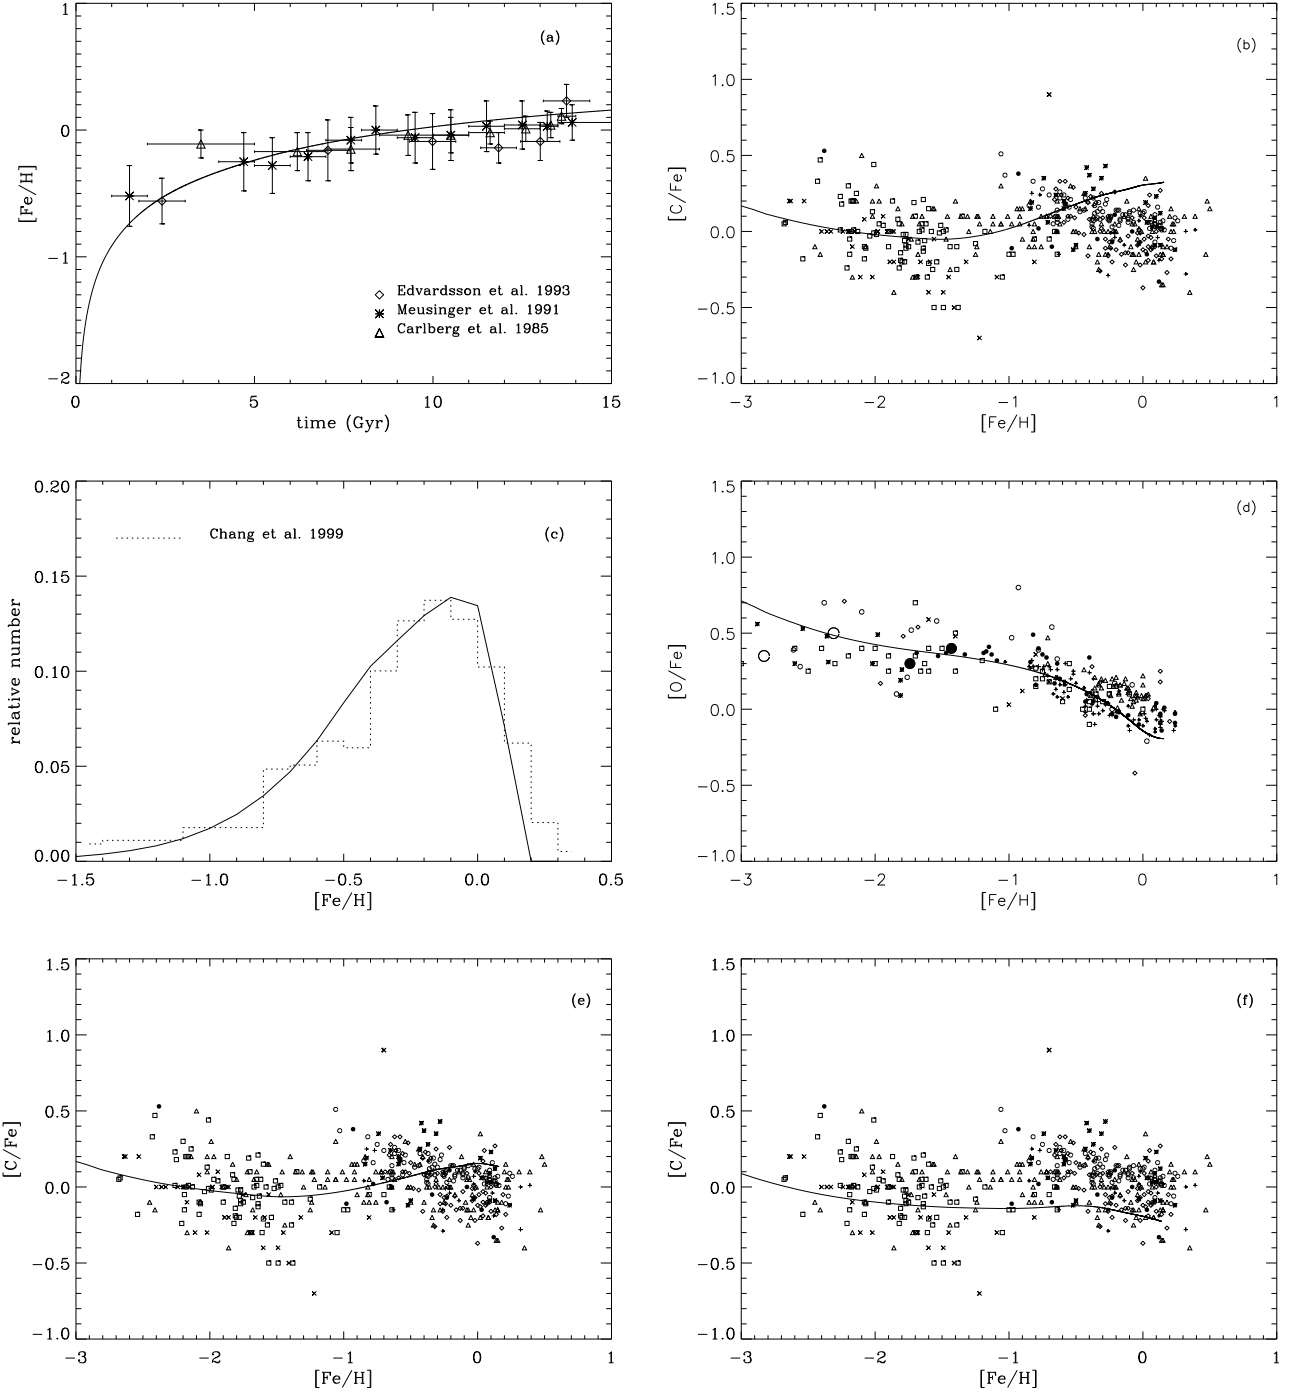 1
0
−1
−2
[Fe/H]
(a)
Edvardsson et al. 1993
Meusinger et al. 1991
Carlberg et al. 1985
0 5 10 15
time (Gyr)
1.5
1.0
0.5
0.0
−0.5
−1.0
[C/Fe]
(b)
−3 −2 −1 0 1
[Fe/H]
0.20
0.15
0.10
0.05
0.00
relative number
Chang et al. 1999
(c)
−1.5 −1.0 −0.5 0.0 0.5
[Fe/H]
1.5
1.0
0.5
0.0
−0.5
−1.0
[O/Fe]
(d)
−3 −2 −1 0 1
[Fe/H]
1.5
1.0
0.5
0.0
−0.5
−1.0
[C/Fe]
(e)
−3 −2 −1 0 1
[Fe/H]
1.5
1.0
0.5
0.0
−0.5
−1.0
[C/Fe]
(f)
−3 −2 −1 0 1
[Fe/H]